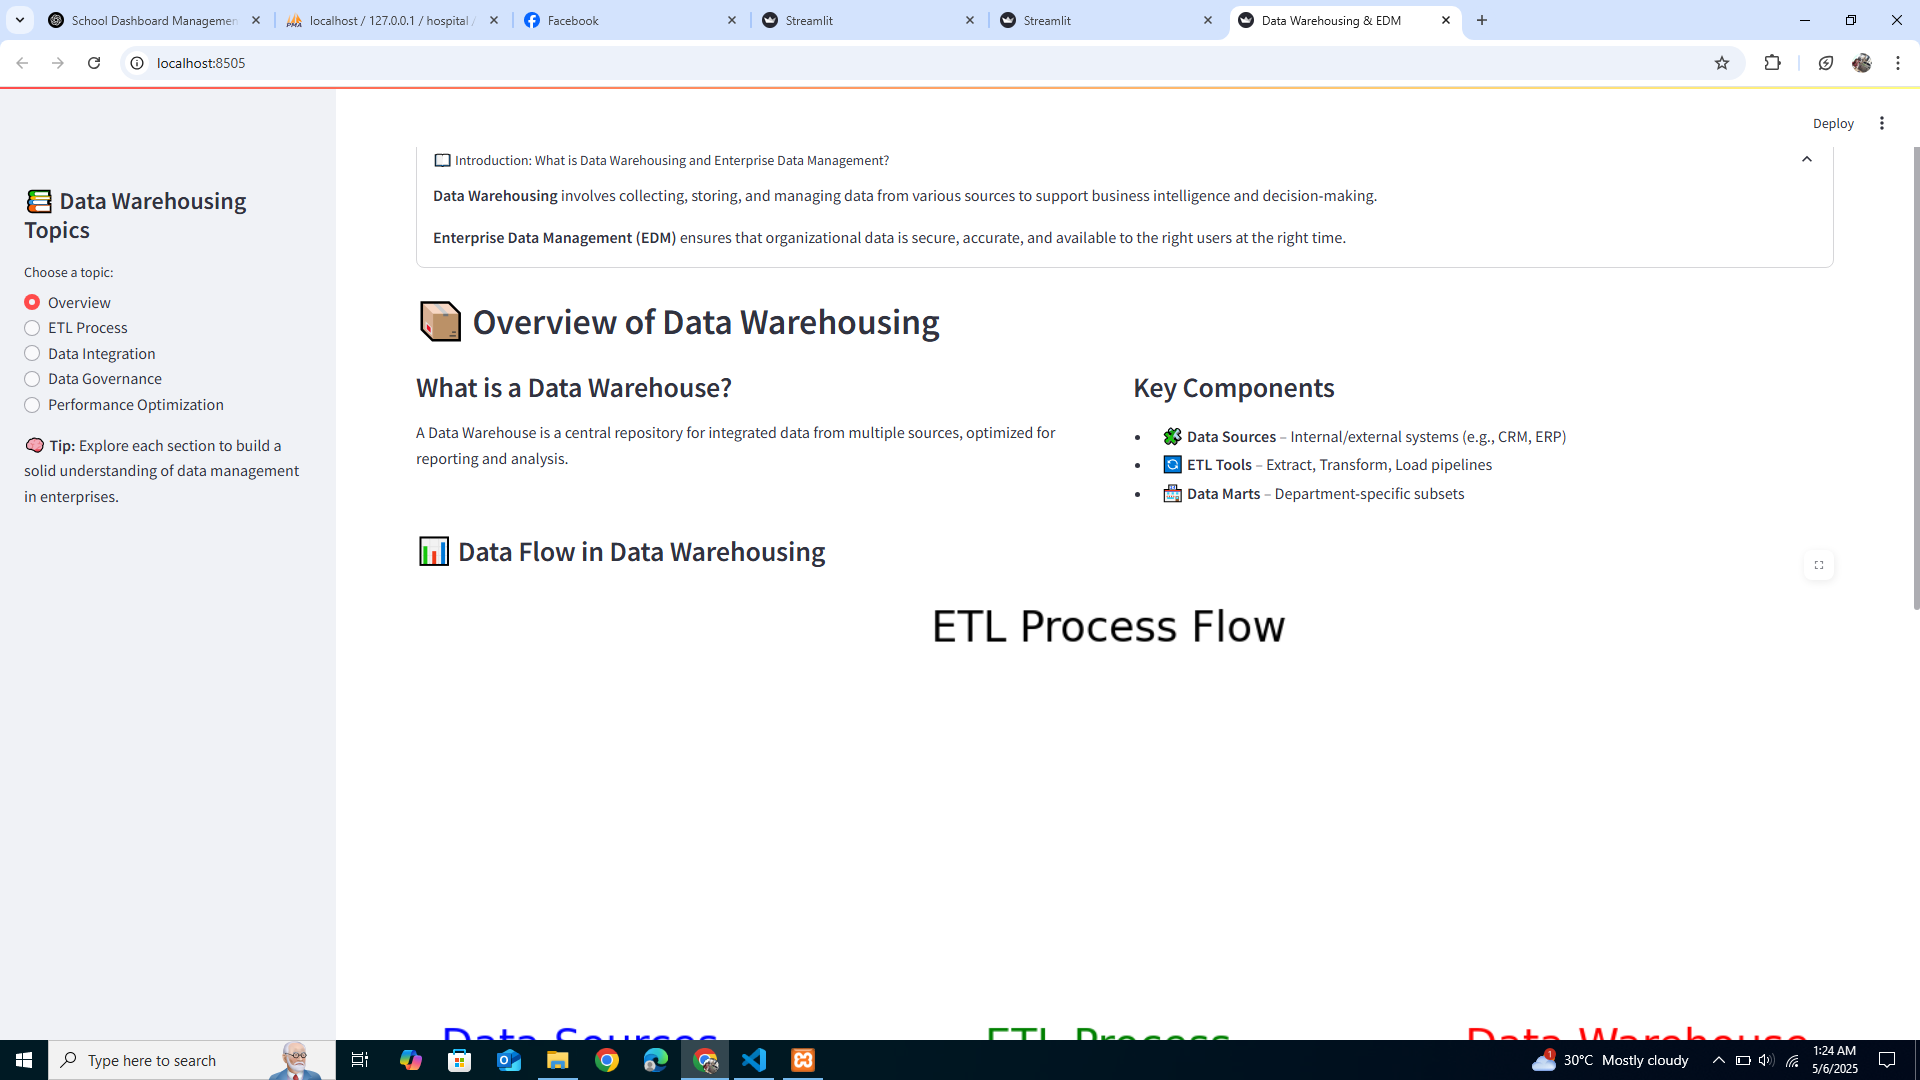 School Dashboard Managemen
localhost / 127.0.0.1 / hospital /
Facebook
Streamlit
Streamlit
Data Warehousing & EDM
localhost:8505
Deploy
Data Warehousing
Topics
Choose a topic:
Overview
ETL Process
Data Integration
Data Governance
Performance Optimization
Tip: Explore each section to build a
solid understanding of data management
in enterprises.
Introduction: What is Data Warehousing and Enterprise Data Management?
Data Warehousing involves collecting, storing, and managing data from various sources to support business intelligence and decision-making.
Enterprise Data Management (EDM) ensures that organizational data is secure, accurate, and available to the right users at the right time.
Overview of Data Warehousing
What is a Data Warehouse?
A Data Warehouse is a central repository for integrated data from multiple sources, optimized for
reporting and analysis.
Key Components
• Data Sources – Internal/external systems (e.g., CRM, ERP)
• ETL Tools – Extract, Transform, Load pipelines
• Data Marts – Department-specific subsets
Data Flow in Data Warehousing
ETL Process Flow
Data Sources
ETL Process
Data Warehouse
Type here to search
1
30°C Mostly cloudy
1:24 AM
5/6/2025